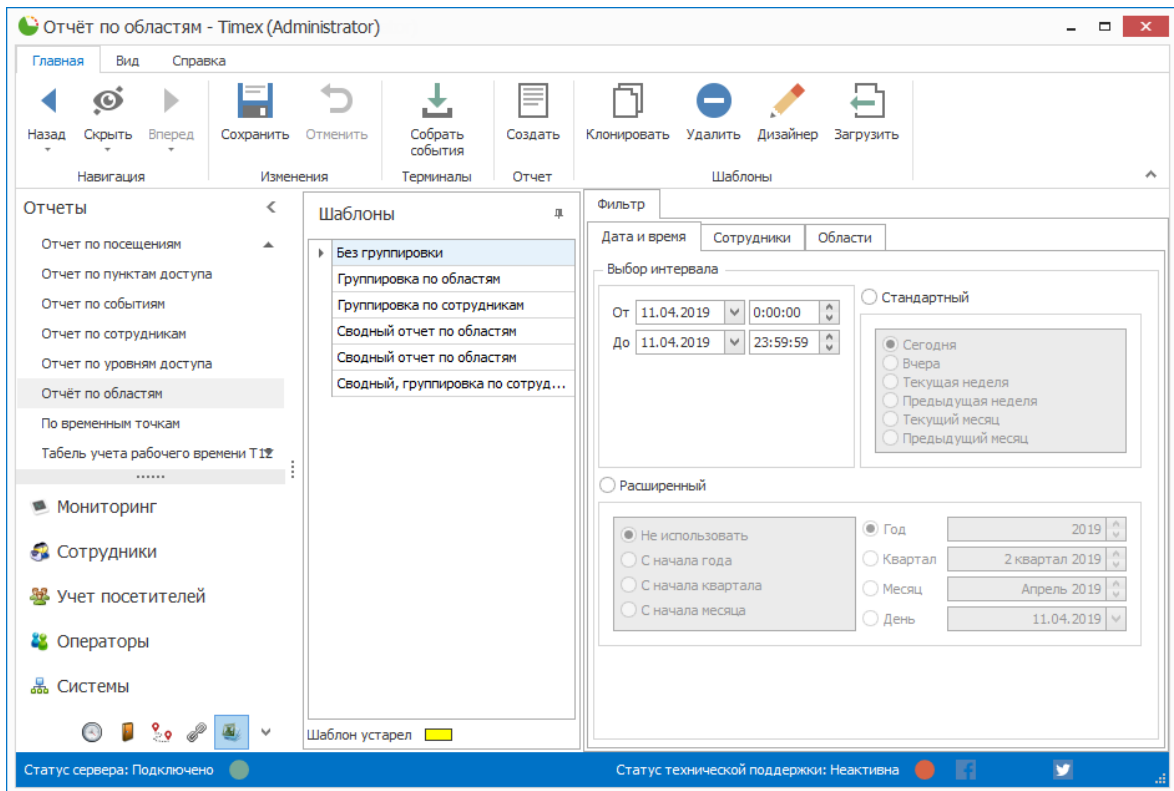 Отчёт по областям - Timex (Administrator)
Главная Вид Справка
Назад Скрыть Вперед Сохранить Отменить Собрать события Создать Клонировать Удалить Дизайнер Загрузить
Навигация Изменения Терминалы Отчет Шаблоны
Отчеты
Отчет по посещениям
Отчет по пунктам доступа
Отчет по событиям
Отчет по сотрудникам
Отчет по уровням доступа
Отчёт по областям
По временным точкам
Табель учета рабочего времени Т12
Мониторинг
Сотрудники
Учет посетителей
Операторы
Системы
Шаблоны
Без группировки
Группировка по областям
Группировка по сотрудникам
Сводный отчет по областям
Сводный отчет по областям
Сводный, группировка по сотруд...
Шаблон устарел
Фильтр
Дата и время Сотрудники Области
Выбор интервала
От 11.04.2019 0:00:00
До 11.04.2019 23:59:59
Стандартный
Сегодня
Вчера
Текущая неделя
Предыдущая неделя
Текущий месяц
Предыдущий месяц
Расширенный
Не использовать
С начала года
С начала квартала
С начала месяца
Год 2019
Квартал 2 квартал 2019
Месяц Апрель 2019
День 11.04.2019
Статус сервера: Подключено
Статус технической поддержки: Неактивна